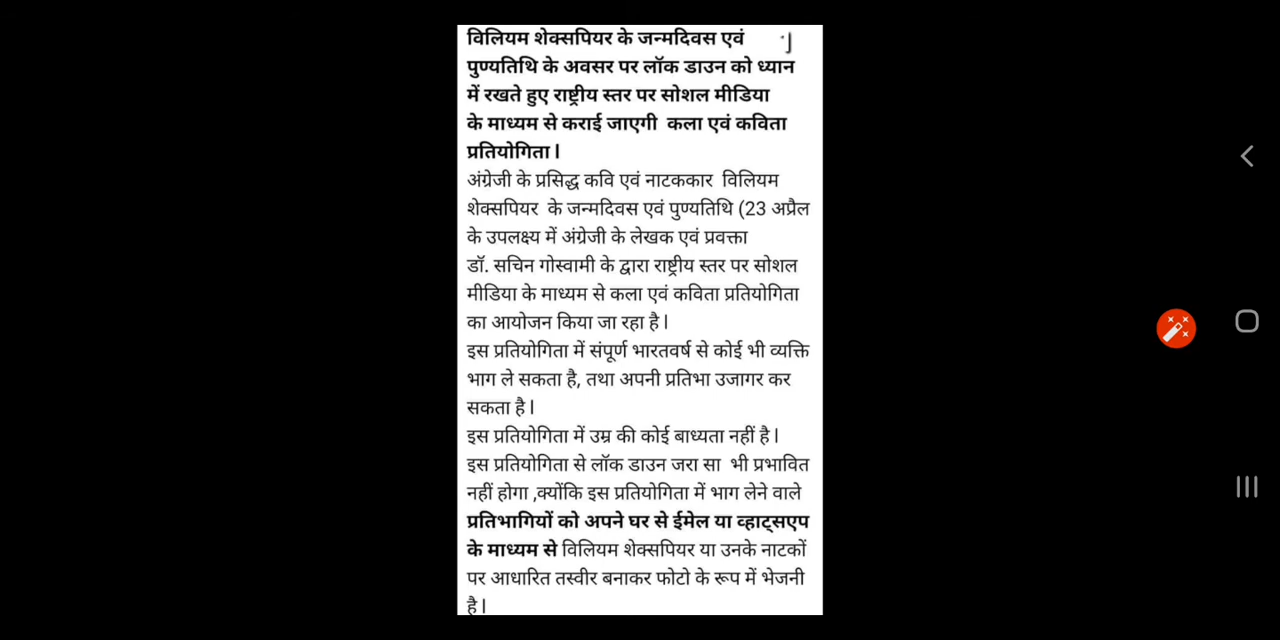 विलियम शेक्सपियर के जन्मदिवस एवं
पुण्यतिथि के अवसर पर लॉक डाउन को ध्यान
में रखते हुए राष्ट्रीय स्तर पर सोशल मीडिया
के माध्यम से कराई जाएगी कला एवं कविता
प्रतियोगिता l
अंग्रेजी के प्रसिद्ध कवि एवं नाटककार विलियम
शेक्सपियर के जन्मदिवस एवं पुण्यतिथि (23 अप्रैल
के उपलक्ष्य में अंग्रेजी के लेखक एवं प्रवक्ता
डॉ. सचिन गोस्वामी के द्वारा राष्ट्रीय स्तर पर सोशल
मीडिया के माध्यम से कला एवं कविता प्रतियोगिता
का आयोजन किया जा रहा है l
इस प्रतियोगिता में संपूर्ण भारतवर्ष से कोई भी व्यक्ति
भाग ले सकता है, तथा अपनी प्रतिभा उजागर कर
सकता है l
इस प्रतियोगिता में उम्र की कोई बाध्यता नहीं है l
इस प्रतियोगिता से लॉक डाउन जरा सा भी प्रभावित
नहीं होगा ,क्योंकि इस प्रतियोगिता में भाग लेने वाले
प्रतिभागियों को अपने घर से ईमेल या व्हाट्सएप
के माध्यम से विलियम शेक्सपियर या उनके नाटकों
पर आधारित तस्वीर बनाकर फोटो के रूप में भेजनी
है l